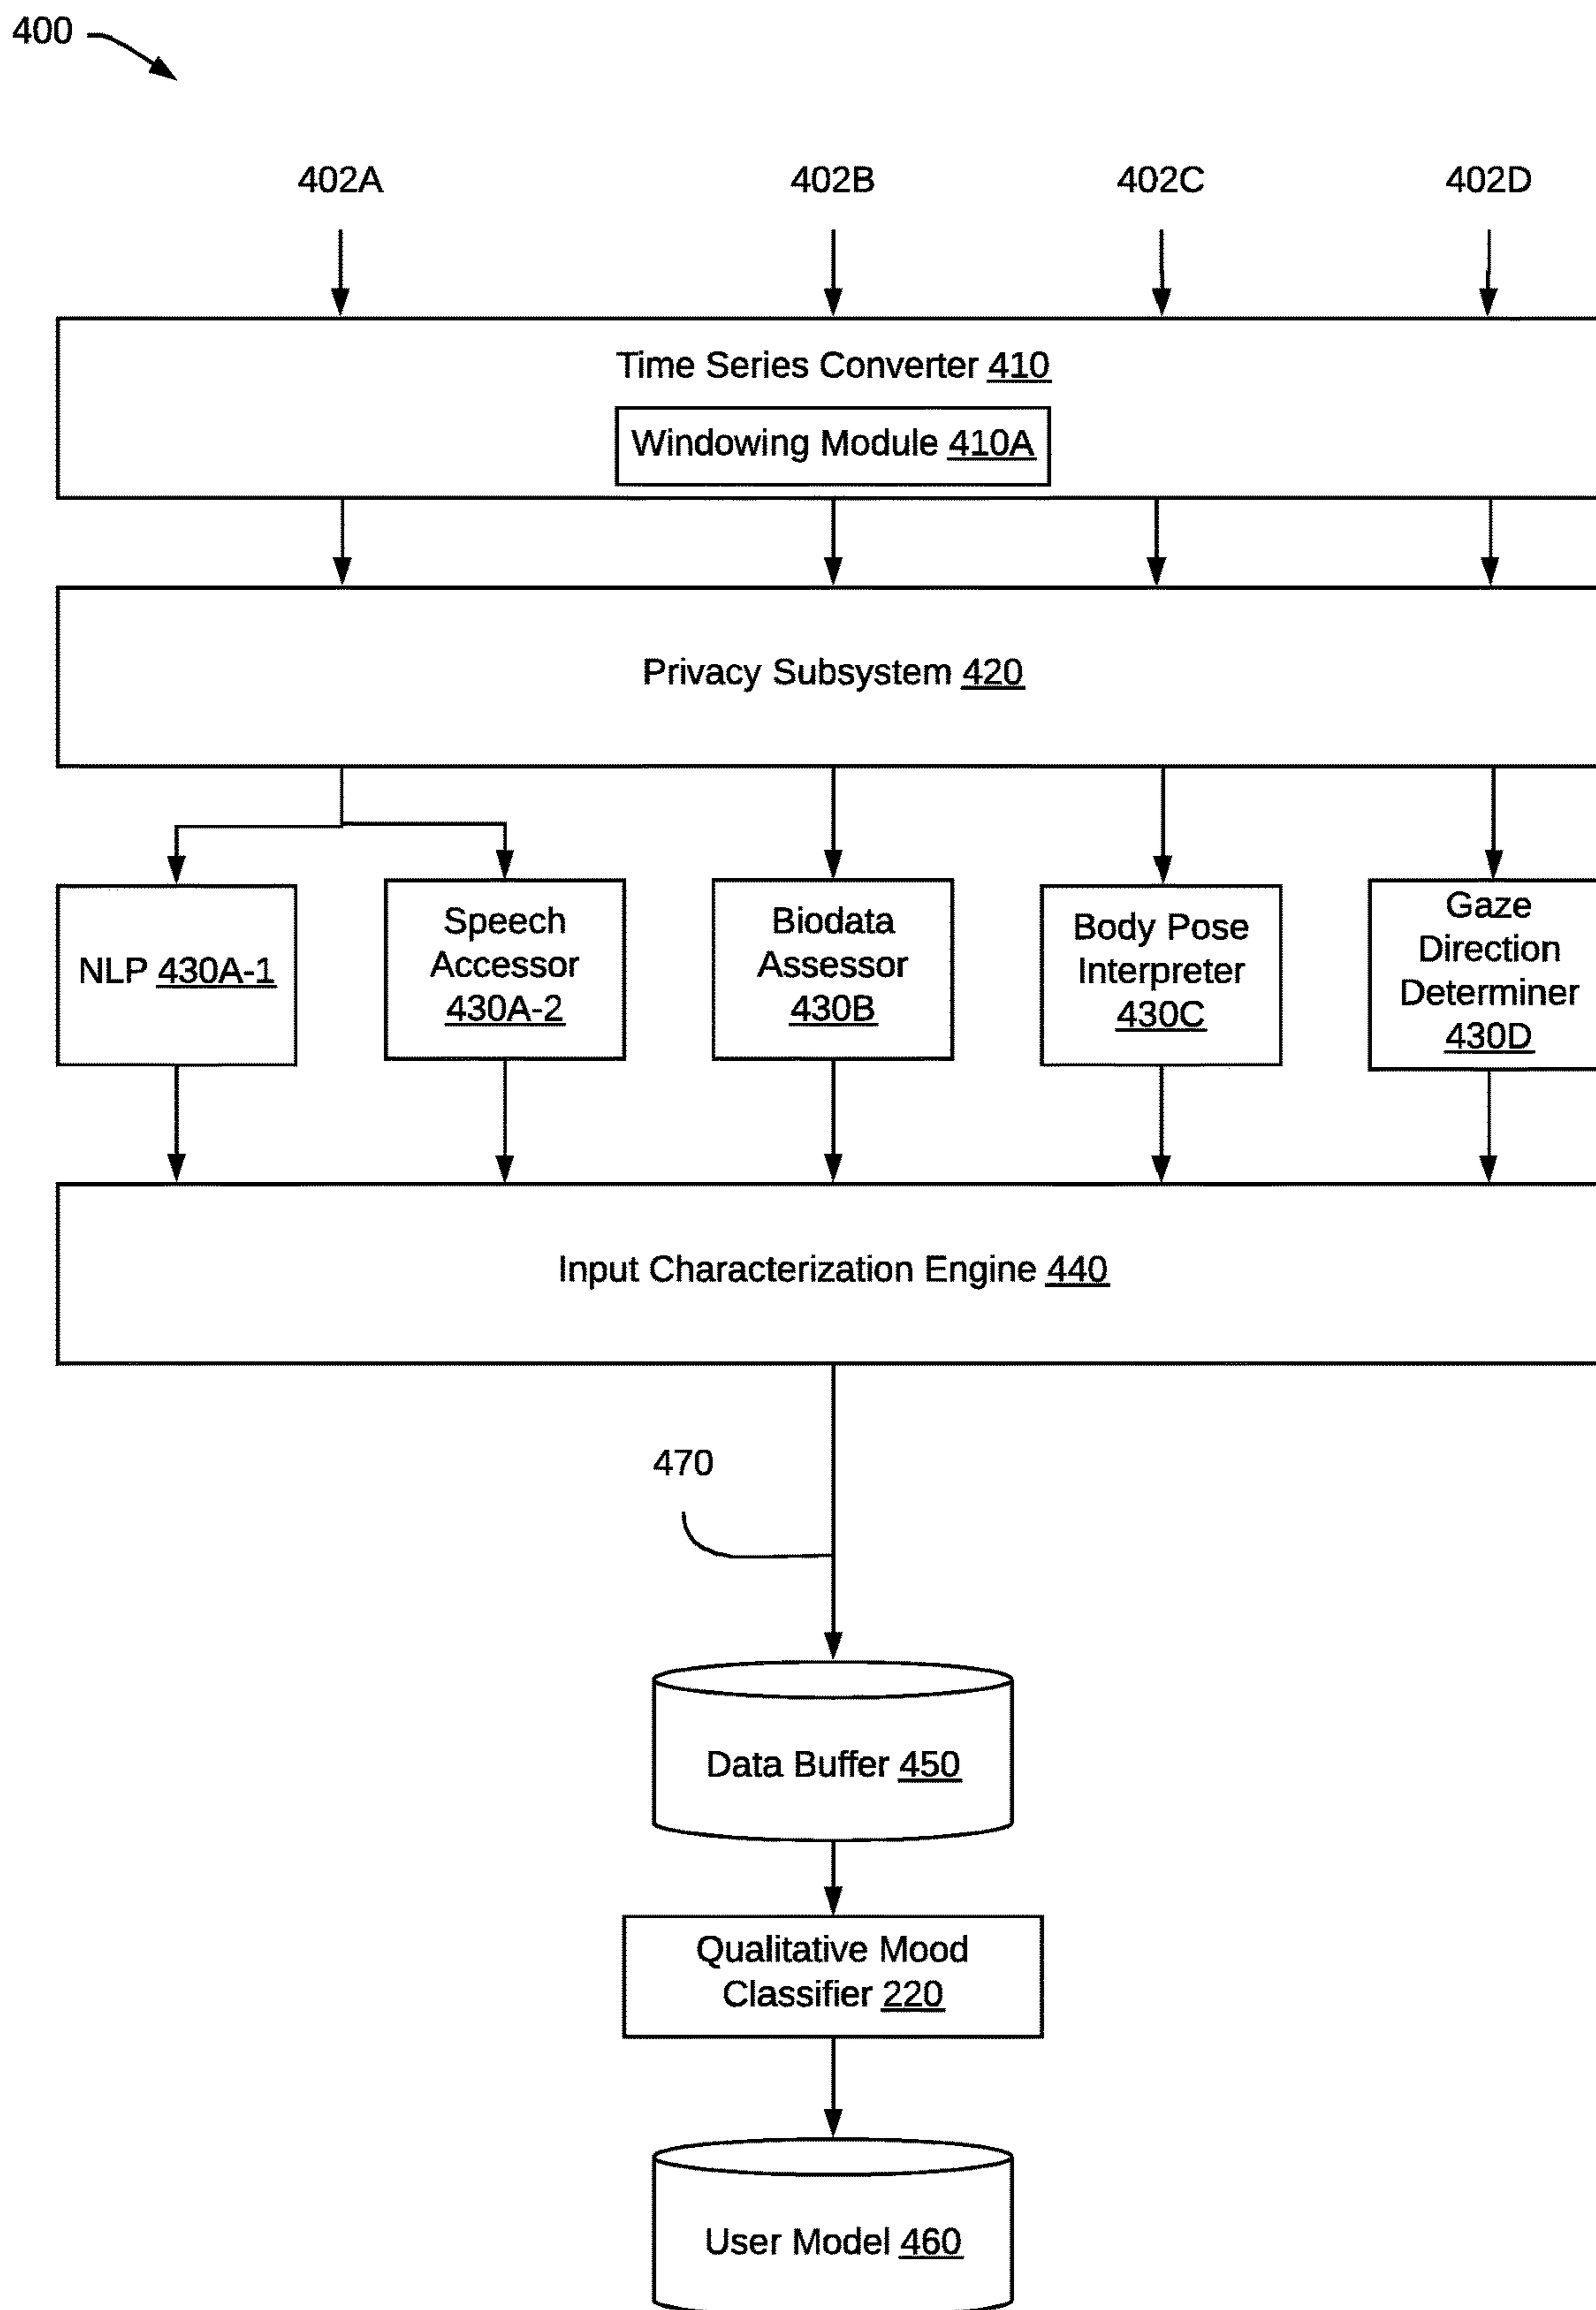 400
402A 402B 402C 402D
Time Series Converter 410
Windowing Module 410A
Privacy Subsystem 420
NLP 430A-1
Speech
Accessor
430A-2
Biodata
Assessor
430B
Body Pose
Interpreter
430C
Gaze
Direction
Determiner
430D
Input Characterization Engine 440
470
Data Buffer 450
Qualitative Mood
Classifier 220
User Model 460